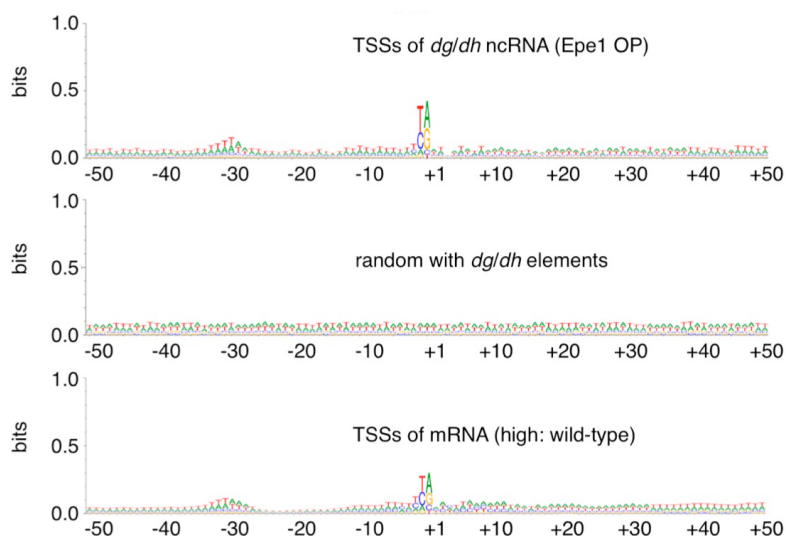 1.0
TSSs of dg/dh ncRNA (Epe1 OP)
bits
0.5
0.0
-50 -40 -30 -20 -10 +1 +10 +20 +30 +40 +50
1.0
bits
0.5
random with dg/dh elements
0.0
-50 -40 -30 -20 -10 +1 +10 +20 +30 +40 +50
1.0
TSSs of mRNA (high: wild-type)
bits
0.5
0.0
-50 -40 -30 -20 -10 +1 +10 +20 +30 +40 +50